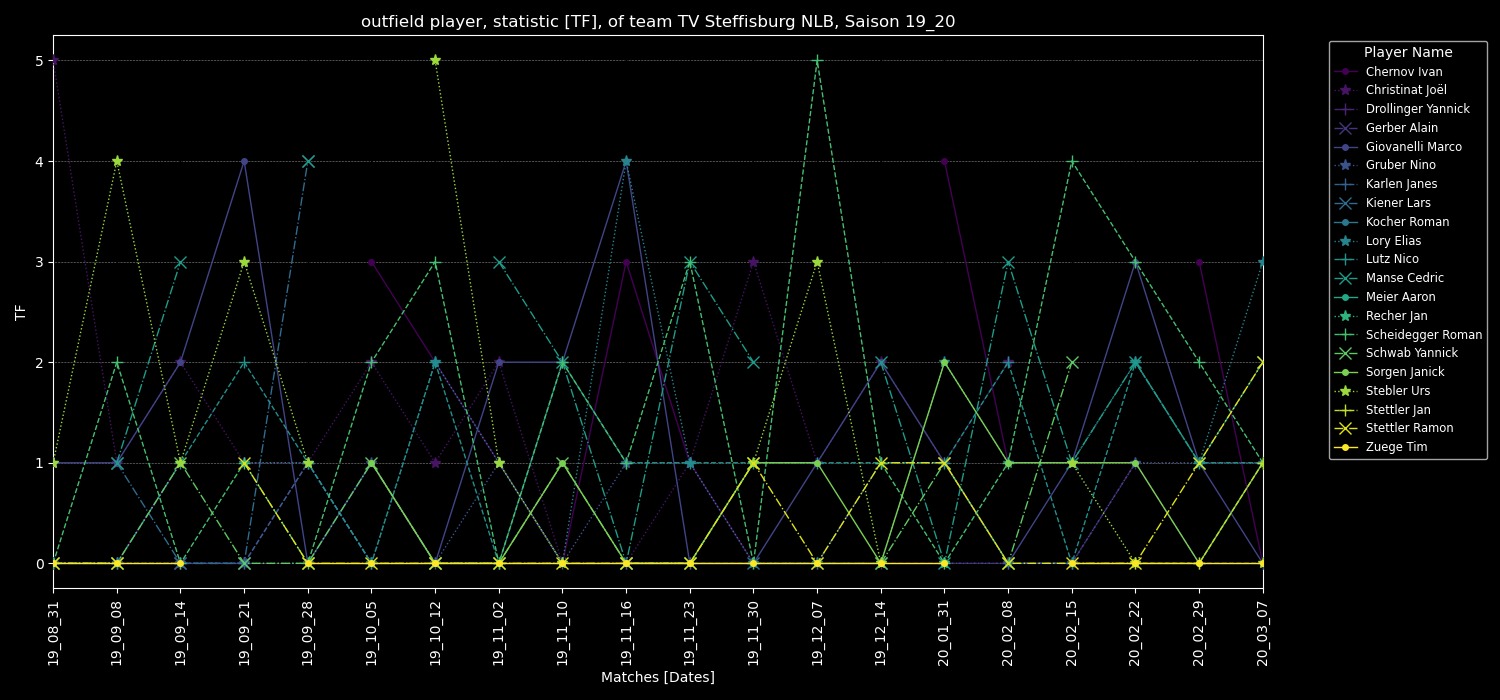 outfield player, statistic [TF], of team TV Steffisburg NLB, Saison 19_20
TF
5
4
3
2
1
0
19_08_31
19_09_08
19_09_14
19_09_21
19_09_28
19_10_05
19_10_12
19_11_02
19_11_10
19_11_16
19_11_23
19_11_30
19_12_07
19_12_14
20_01_31
20_02_08
20_02_15
20_02_22
20_02_29
20_03_07
Matches [Dates]
Player Name
Chernov Ivan
Christinat Joël
Drollinger Yannick
Gerber Alain
Giovanelli Marco
Gruber Nino
Karlen Janes
Kiener Lars
Kocher Roman
Lory Elias
Lutz Nico
Manse Cedric
Meier Aaron
Recher Jan
Scheidegger Roman
Schwab Yannick
Sorgen Janick
Stebler Urs
Stettler Jan
Stettler Ramon
Zuege Tim